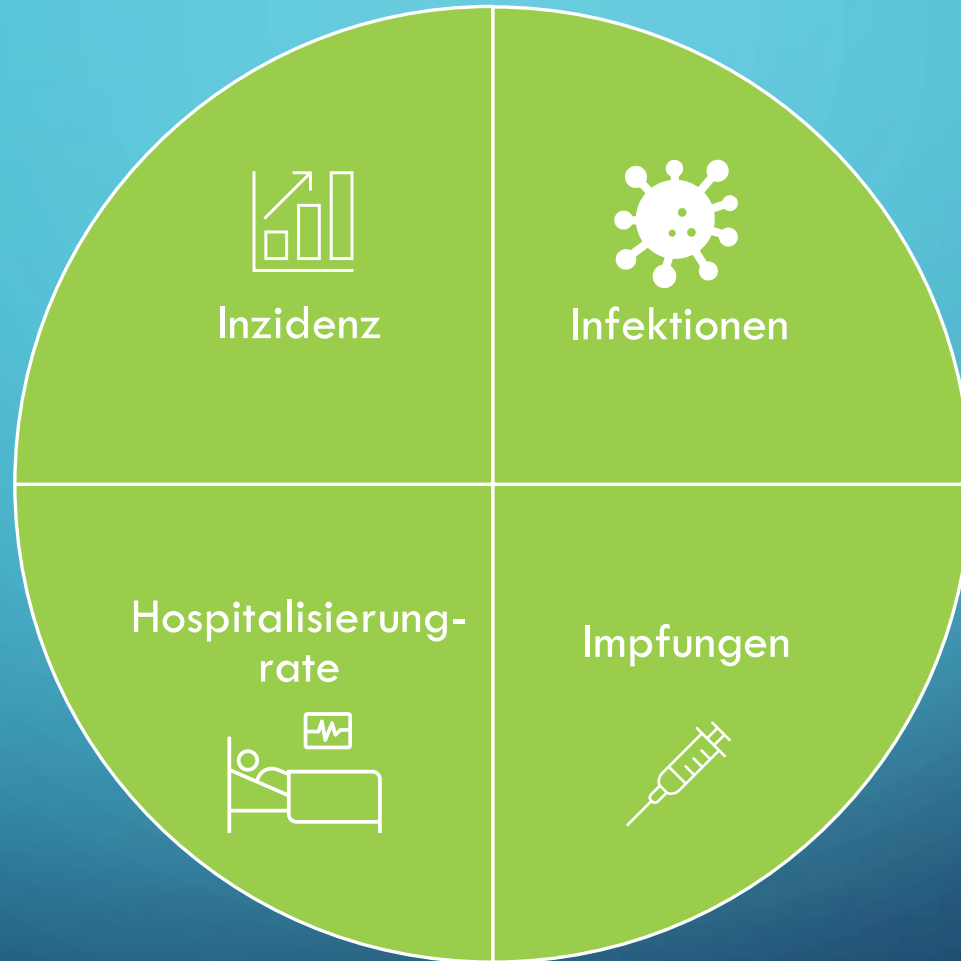 Inzidenz
Infektionen
Hospitalisierung-
rate
Impfungen